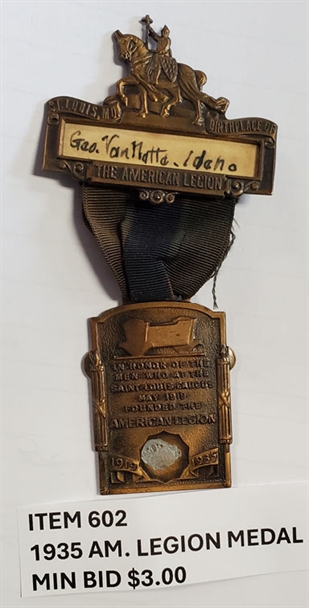 ST. LOUIS, MO. BIRTHPLACE OF
Geo. Van Matta. Idaho
THE AMERICAN LEGION
IN HONOR OF THE
MEN WHO AT THE
SAINT LOUIS CAUCUS
MAY 1919
FOUNDED THE
AMERICAN LEGION
1919 1935
ITEM 602
1935 AM. LEGION MEDAL
MIN BID $3.00